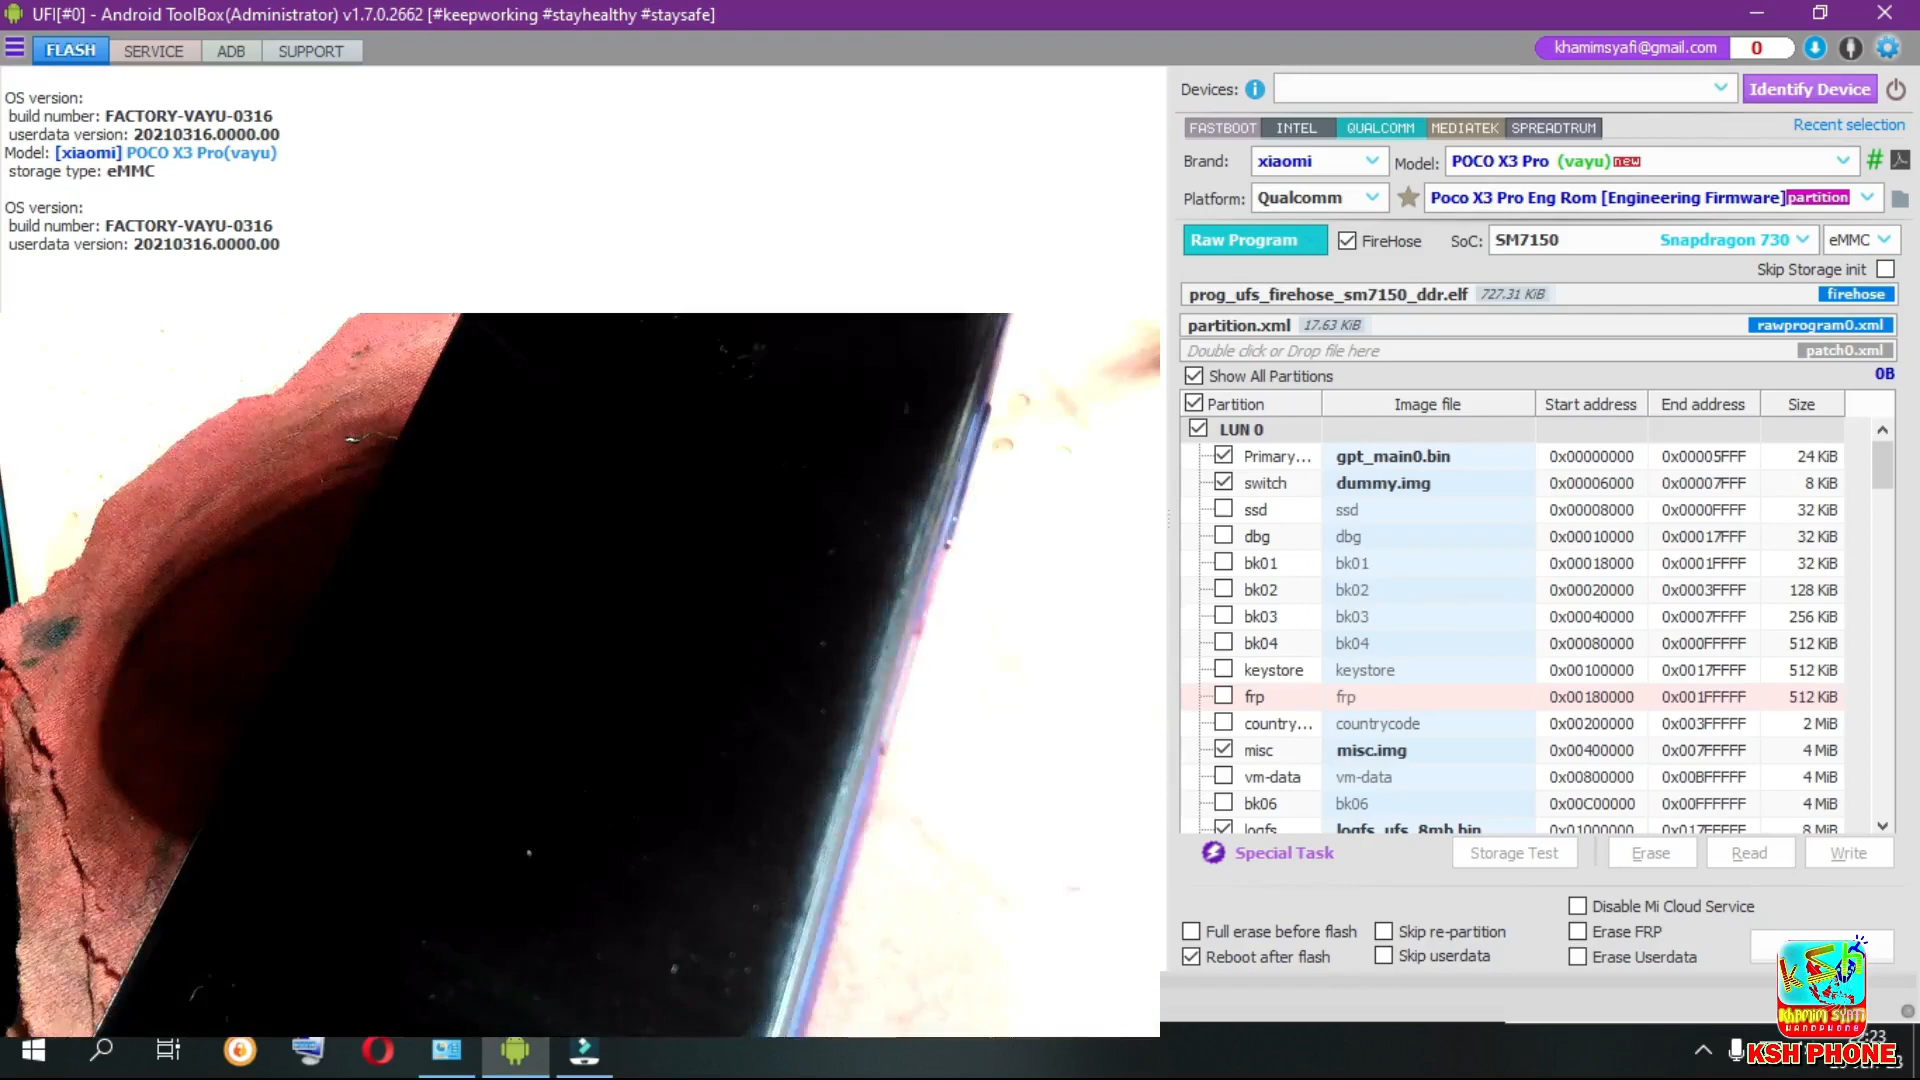 UFI[#0] - Android ToolBox(Administrator) v1.7.0.2662 [#keepworking #stayhealthy #staysafe]
FLASH SERVICE ADB SUPPORT
khamimsyafi@gmail.com 0
OS version:
build number: FACTORY-VAYU-0316
userdata version: 20210316.0000.00
Model: [xiaomi] POCO X3 Pro(vayu)
storage type: eMMC
OS version:
build number: FACTORY-VAYU-0316
userdata version: 20210316.0000.00
Devices: Identify Device
FASTBOOT INTEL QUALCOMM MEDIATEK SPREADTRUM Recent selection
Brand: xiaomi Model: POCO X3 Pro (vayu) new #
Platform: Qualcomm Poco X3 Pro Eng Rom [Engineering Firmware] partition
Raw Program FireHose SoC: SM7150 Snapdragon 730 eMMC
Skip Storage init
prog_ufs_firehose_sm7150_ddr.elf 727.31 KiB firehose
partition.xml 17.63 KiB rawprogram0.xml
Double click or Drop file here patch0.xml
Show All Partitions 0B
Partition Image file Start address End address Size
LUN 0
Primary... gpt_main0.bin 0x00000000 0x00005FFF 24 KiB
switch dummy.img 0x00006000 0x00007FFF 8 KiB
ssd ssd 0x00008000 0x0000FFFF 32 KiB
dbg dbg 0x00010000 0x00017FFF 32 KiB
bk01 bk01 0x00018000 0x0001FFFF 32 KiB
bk02 bk02 0x00020000 0x0003FFFF 128 KiB
bk03 bk03 0x00040000 0x0007FFFF 256 KiB
bk04 bk04 0x00080000 0x000FFFFF 512 KiB
keystore keystore 0x00100000 0x0017FFFF 512 KiB
frp frp 0x00180000 0x001FFFFF 512 KiB
country... countrycode 0x00200000 0x003FFFFF 2 MiB
misc misc.img 0x00400000 0x007FFFFF 4 MiB
vm-data vm-data 0x00800000 0x00BFFFFF 4 MiB
bk06 bk06 0x00C00000 0x00FFFFFF 4 MiB
logfs logfs_ufs_8mb.bin 0x01000000 0x017FFFFF 8 MiB
Special Task Storage Test Erase Read Write
Disable Mi Cloud Service
Full erase before flash Skip re-partition Erase FRP
Reboot after flash Skip userdata Erase Userdata
KSh
Khamim SYAFI
HANDPHONE
KSH PHONE